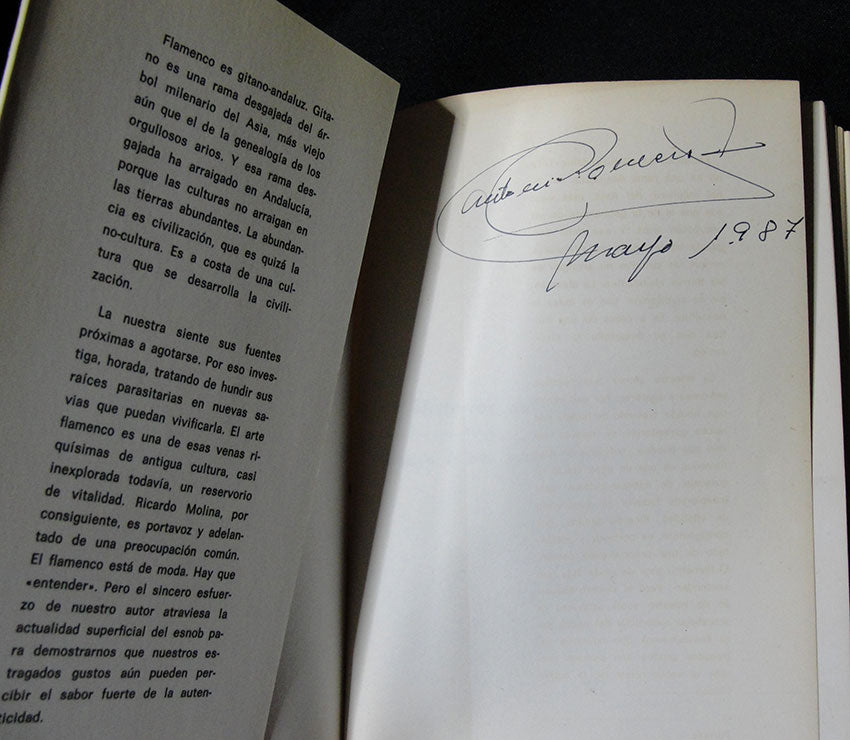 Flamenco es gitano-andaluz. Gita-
no es una rama desgajada del ár-
bol milenario del Asia, más viejo
aún que el de la genealogía de los
orgullosos arios. Y esa rama des-
gajada ha arraigado en Andalucía,
porque las culturas no arraigan en
las tierras abundantes. La abundan-
cia es civilización, que es quizá la
no-cultura. Es a costa de una cul-
tura que se desarrolla la civili-
zación.
La nuestra siente sus fuentes
próximas a agotarse. Por eso inves-
tiga, horada, tratando de hundir sus
raíces parasitarias en nuevas sa-
vias que puedan vivificarla. El arte
flamenco es una de esas venas ri-
quísimas de antigua cultura, casi
inexplorada todavía, un reservorio
de vitalidad. Ricardo Molina, por
consiguiente, es portavoz y adelan-
tado de una preocupación común.
El flamenco está de moda. Hay que
«entender». Pero el sincero esfuer-
zo de nuestro autor atraviesa la
actualidad superficial del esnob pa-
ra demostrarnos que nuestros es-
tragados gustos aún pueden per-
cibir el sabor fuerte de la auten-
ticidad.
Antonio Romero
Mayo 1987